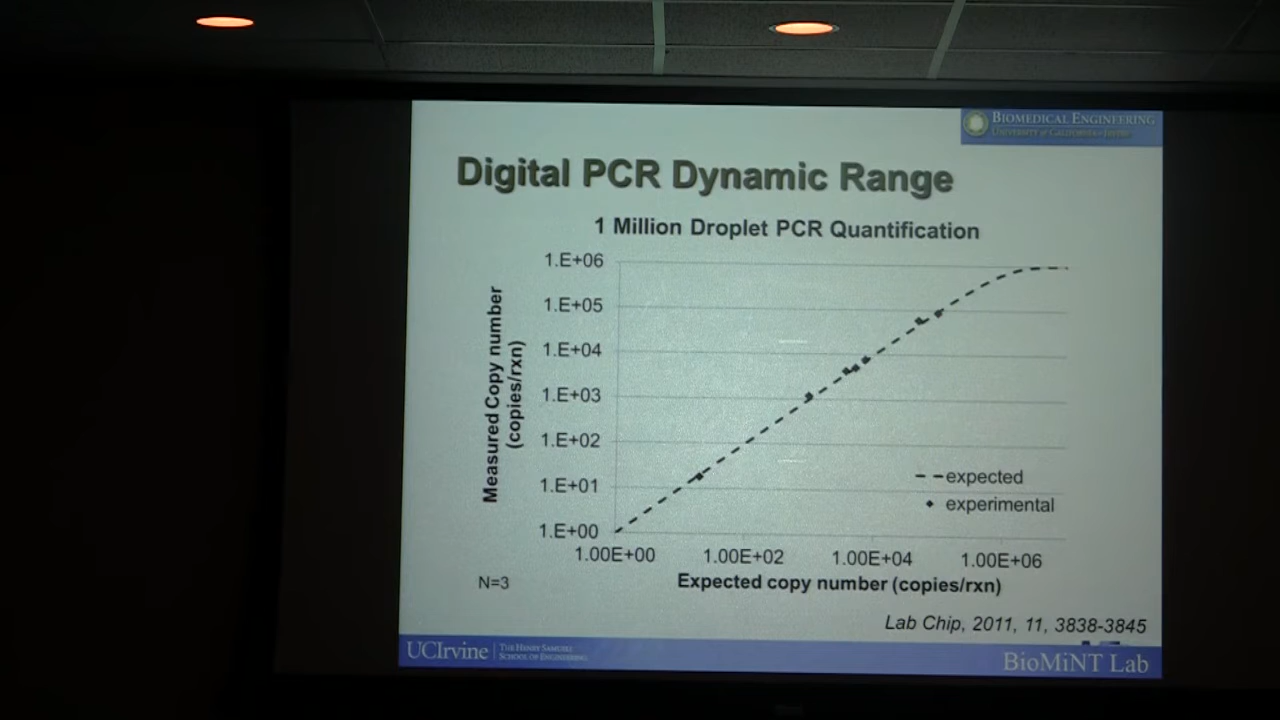 BIOMEDICAL ENGINEERING
UNIVERSITY of CALIFORNIA • IRVINE
Digital PCR Dynamic Range
1 Million Droplet PCR Quantification
Measured Copy number
(copies/rxn)
1.E+06
1.E+05
1.E+04
1.E+03
1.E+02
1.E+01
1.E+00
expected
experimental
1.00E+00 1.00E+02 1.00E+04 1.00E+06
Expected copy number (copies/rxn)
N=3
Lab Chip, 2011, 11, 3838-3845
UCIrvine
THE HENRY SAMUELI
SCHOOL OF ENGINEERING
BioMiNT Lab